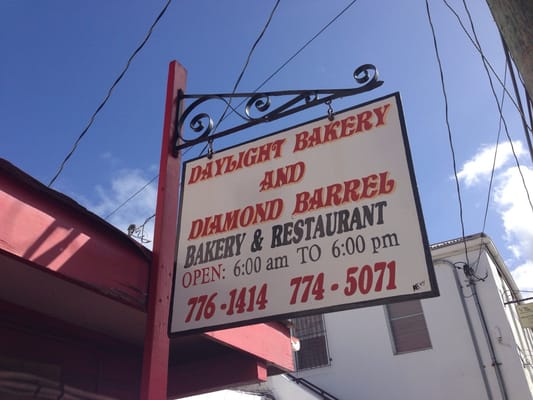 DAYLIGHT BAKERY
AND
DIAMOND BARREL
BAKERY & RESTAURANT
OPEN: 6:00 am TO 6:00 pm
776-1414 774-5071